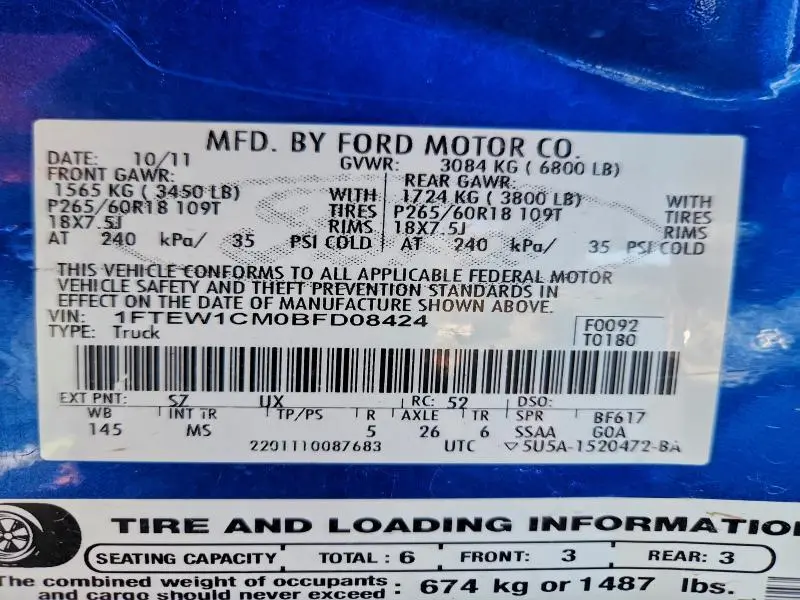 MFD. BY FORD MOTOR CO.
DATE: 10/11 GVWR: 3084 KG ( 6800 LB)
FRONT GAWR: REAR GAWR:
1565 KG ( 3450 LB) WITH 1724 KG ( 3800 LB) WITH
P265/60R18 109T TIRES P265/60R18 109T TIRES
18X7.5J RIMS 18X7.5J RIMS
AT 240 kPa/ 35 PSI COLD AT 240 kPa/ 35 PSI COLD
THIS VEHICLE CONFORMS TO ALL APPLICABLE FEDERAL MOTOR
VEHICLE SAFETY AND THEFT PREVENTION STANDARDS IN
EFFECT ON THE DATE OF MANUFACTURE SHOWN ABOVE.
VIN: 1FTEW1CM0BFD08424 F0092
TYPE: Truck T0180
EXT PNT: SZ UX RC: 52 DSO:
WB INT TR TP/PS R AXLE TR SPR BF617
145 MS 5 26 6 SSAA G0A
2201110087683 UTC 5U5A-1520472-BA
TIRE AND LOADING INFORMATION
SEATING CAPACITY TOTAL : 6 FRONT: 3 REAR: 3
The combined weight of occupants
and cargo should never exceed : 674 kg or 1487 lbs.